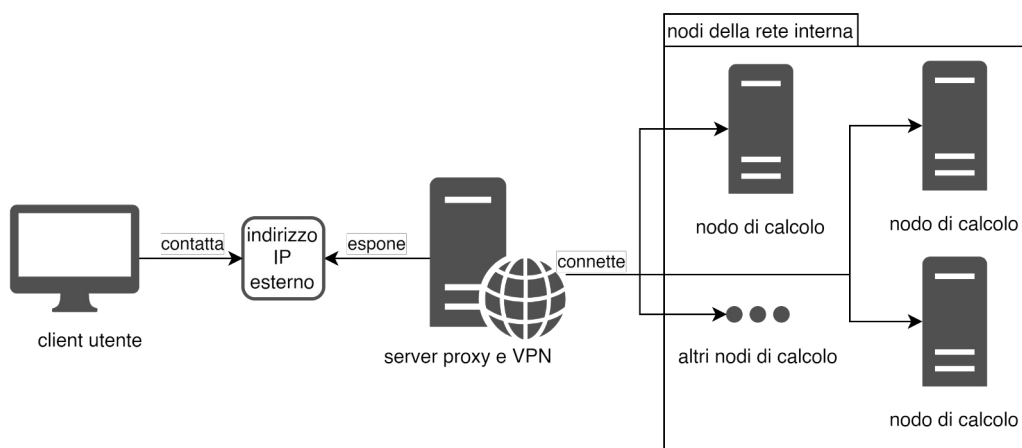 nodi della rete interna
nodo di calcolo
nodo di calcolo
contatta
indirizzo
IP
esterno
espone
connette
client utente
server proxy e VPN
altri nodi di calcolo
nodo di calcolo